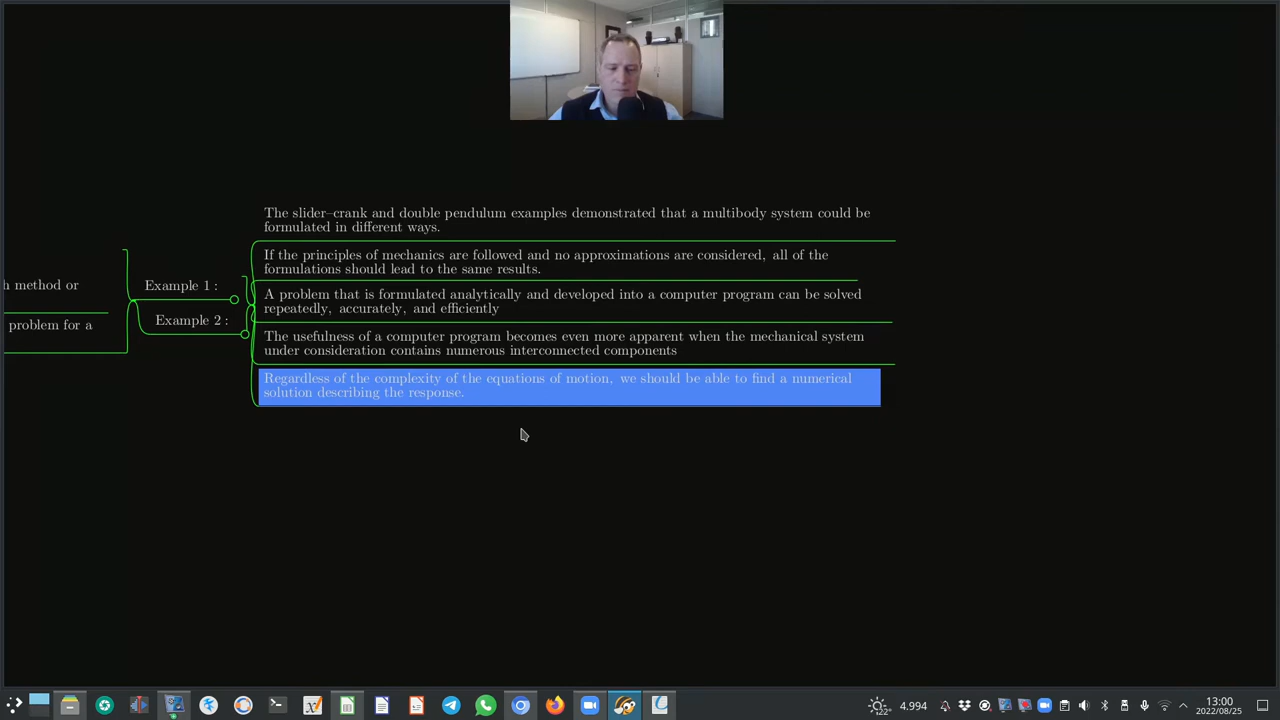 The slider–crank and double pendulum examples demonstrated that a multibody system could be
formulated in different ways.
If the principles of mechanics are followed and no approximations are considered, all of the
formulations should lead to the same results.
h method or
Example 1 :
A problem that is formulated analytically and developed into a computer program can be solved
repeatedly, accurately, and efficiently
problem for a
Example 2 :
The usefulness of a computer program becomes even more apparent when the mechanical system
under consideration contains numerous interconnected components
Regardless of the complexity of the equations of motion, we should be able to find a numerical
solution describing the response.
4.994
13:00
2022/08/25